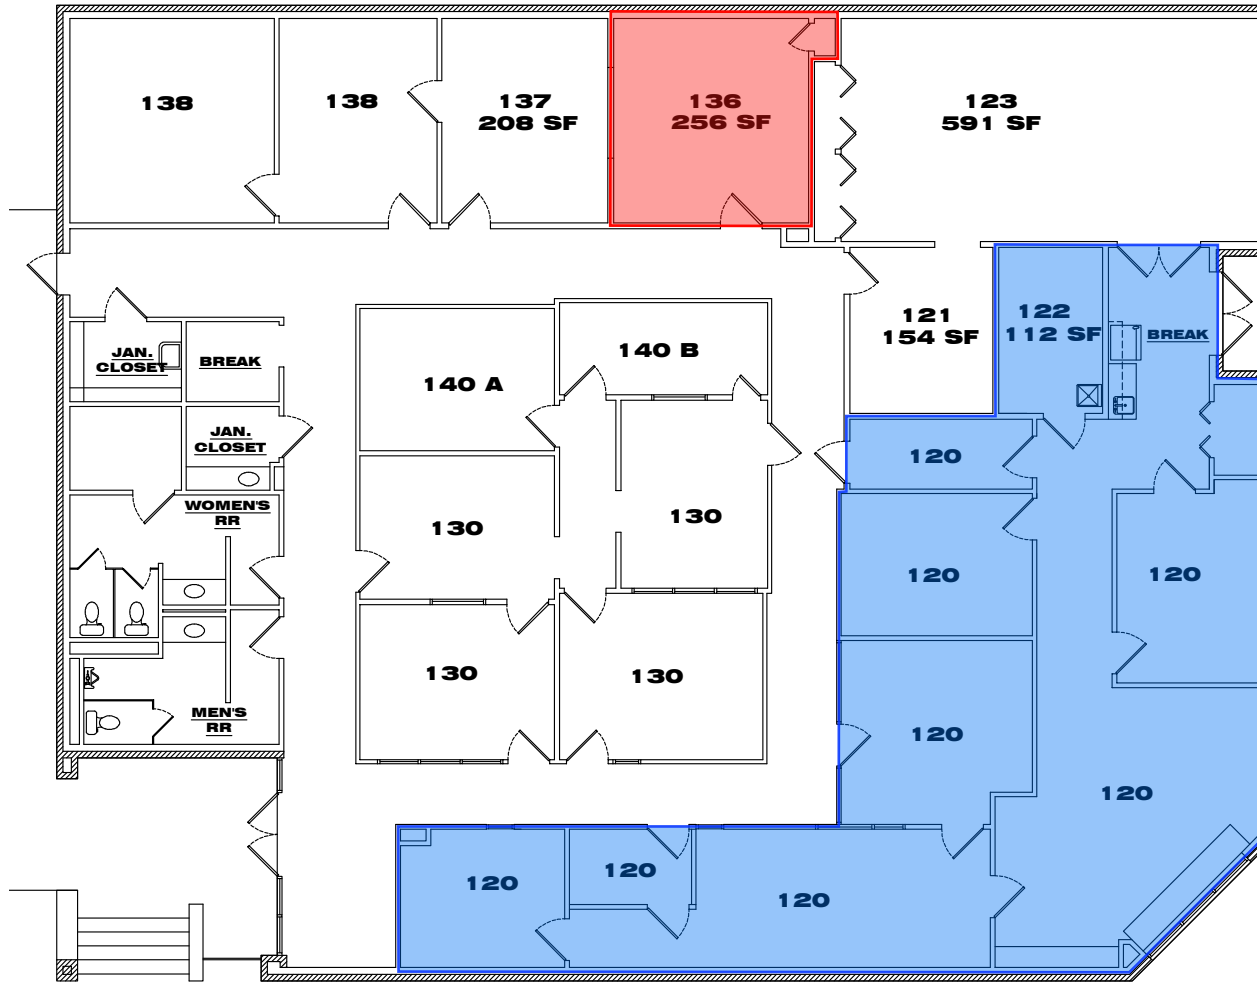 138
138
137
208 SF
136
256 SF
123
591 SF
121
154 SF
122
112 SF
BREAK
JAN.
CLOSET
BREAK
140 A
140 B
JAN.
CLOSET
120
WOMEN'S
RR
130
130
120
120
130
130
MEN'S
RR
120
120
120
120
120